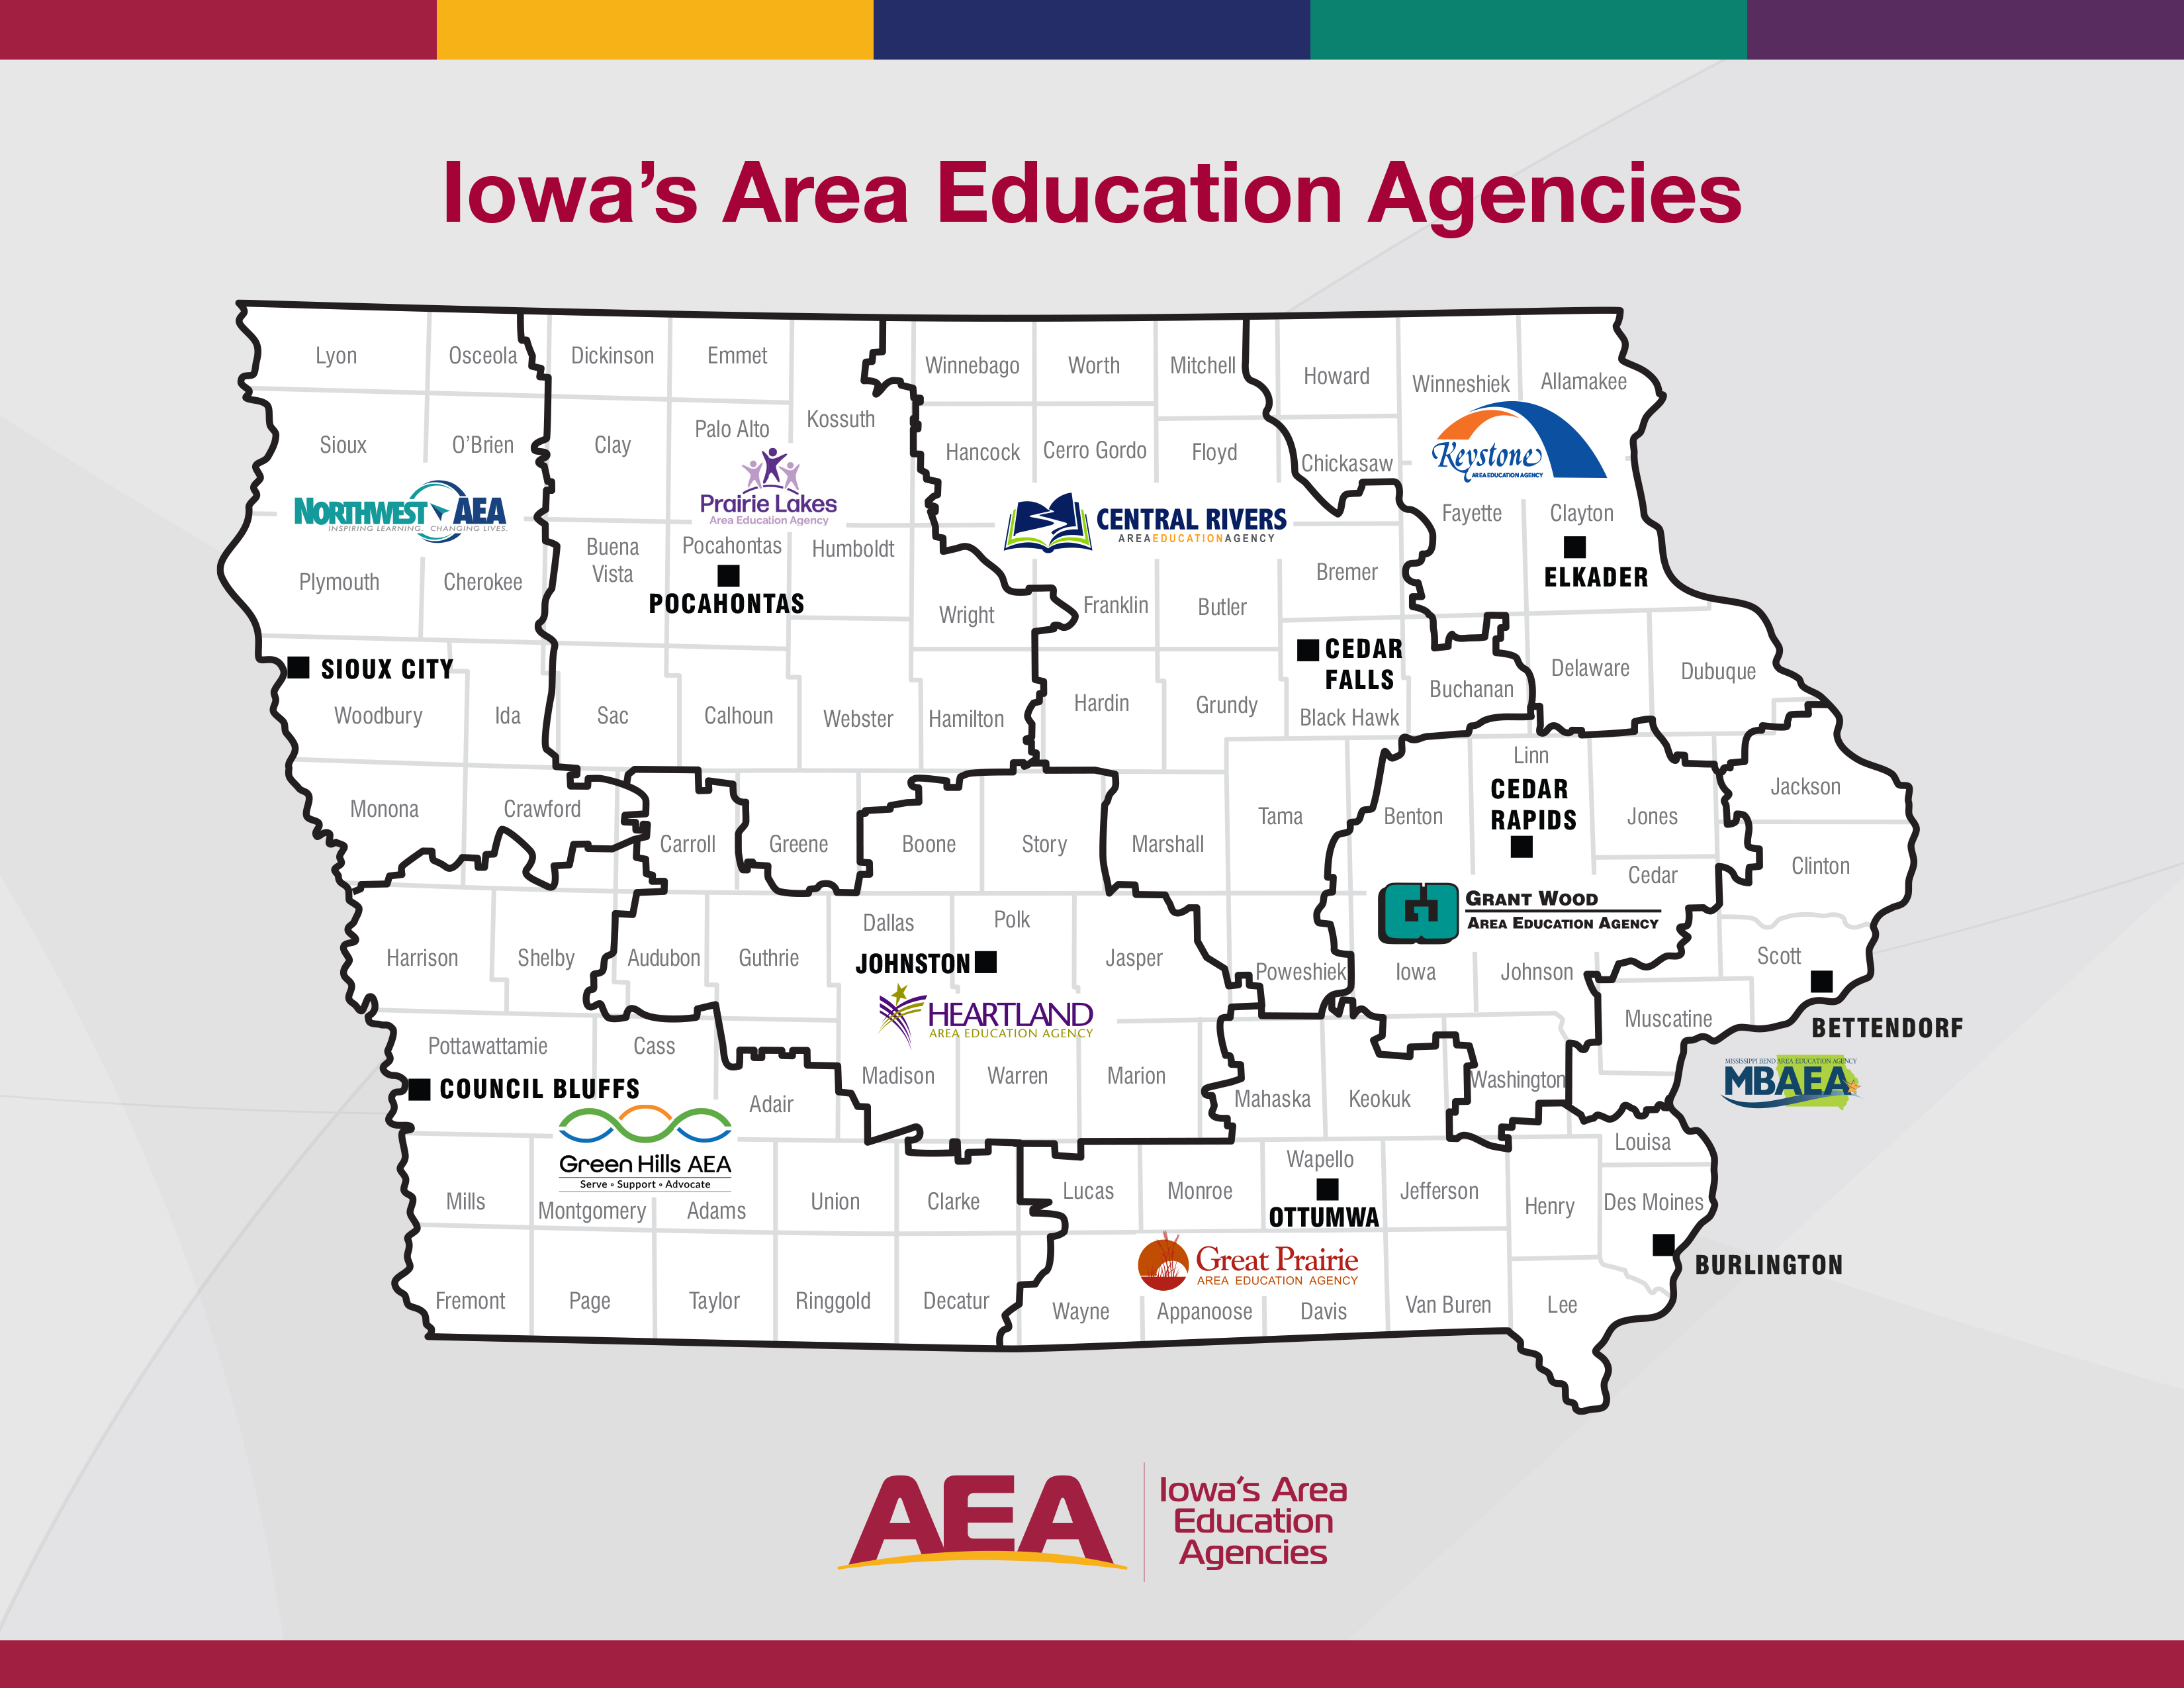 Iowa’s Area Education Agencies
Lyon
Osceola
Dickinson
Emmet
Winnebago
Worth
Mitchell
Howard
Winneshiek
Allamakee
Sioux
O’Brien
Clay
Palo Alto
Kossuth
Hancock
Cerro Gordo
Floyd
Chickasaw
Keystone
AREA EDUCATION AGENCY
NORTHWEST AEA
INSPIRING LEARNING. CHANGING LIVES.
Prairie Lakes
Area Education Agency
CENTRAL RIVERS
AREAEDUCATIONAGENCY
Fayette
Clayton
ELKADER
Plymouth
Cherokee
Buena
Vista
Pocahontas
POCAHONTAS
Humboldt
Wright
Franklin
Butler
Bremer
SIOUX CITY
CEDAR
FALLS
Black Hawk
Buchanan
Delaware
Dubuque
Woodbury
Ida
Sac
Calhoun
Webster
Hamilton
Hardin
Grundy
Linn
CEDAR
RAPIDS
Jackson
Monona
Crawford
Carroll
Greene
Boone
Story
Marshall
Tama
Benton
Jones
Cedar
Clinton
GRANT WOOD
AREA EDUCATION AGENCY
Harrison
Shelby
Audubon
Guthrie
Dallas
Polk
JOHNSTON
Jasper
Poweshiek
Iowa
Johnson
Scott
HEARTLAND
AREA EDUCATION AGENCY
Muscatine
BETTENDORF
MISSISSIPPI BEND AREA EDUCATION AGENCY
MBAEA
Pottawattamie
Cass
COUNCIL BLUFFS
Adair
Madison
Warren
Marion
Mahaska
Keokuk
Washington
Green Hills AEA
Serve • Support • Advocate
Louisa
Mills
Montgomery
Adams
Union
Clarke
Lucas
Monroe
Wapello
OTTUMWA
Jefferson
Henry
Des Moines
BURLINGTON
Great Prairie
AREA EDUCATION AGENCY
Fremont
Page
Taylor
Ringgold
Decatur
Wayne
Appanoose
Davis
Van Buren
Lee
AEA
Iowa’s Area
Education
Agencies